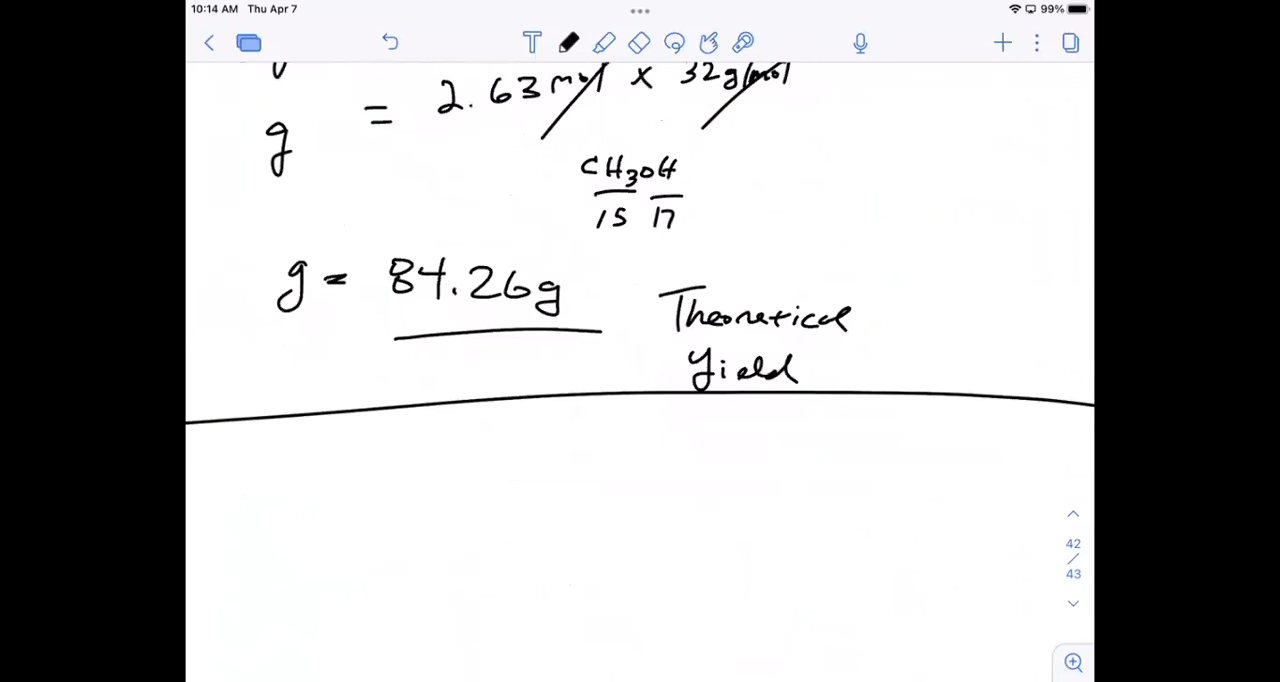 10:14 AM Thu Apr 7
99%
= 2.63 mol x 32g/mol
g
CH3OH
15 17
g = 84.26g
Theoretical
Yield
42
/
43